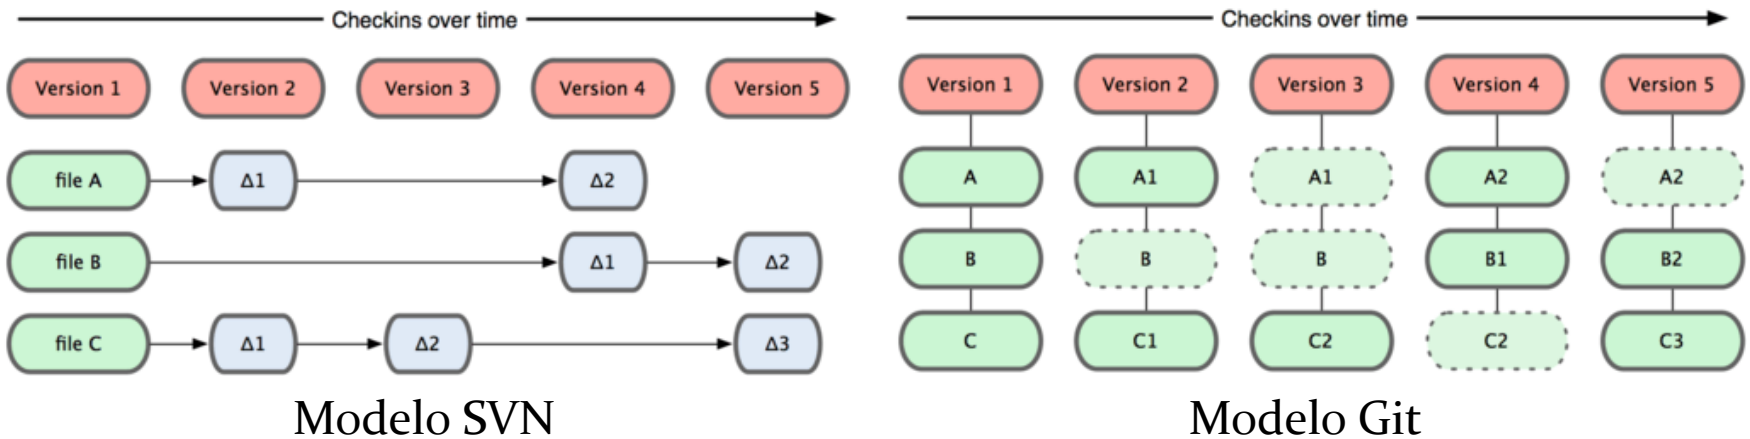 Checkins over time
Version 1 Version 2 Version 3 Version 4 Version 5
file A Δ1 Δ2
file B Δ1 Δ2
file C Δ1 Δ2 Δ3
Modelo SVN
Checkins over time
Version 1 Version 2 Version 3 Version 4 Version 5
A A1 A1 A2 A2
B B B B1 B2
C C1 C2 C2 C3
Modelo Git